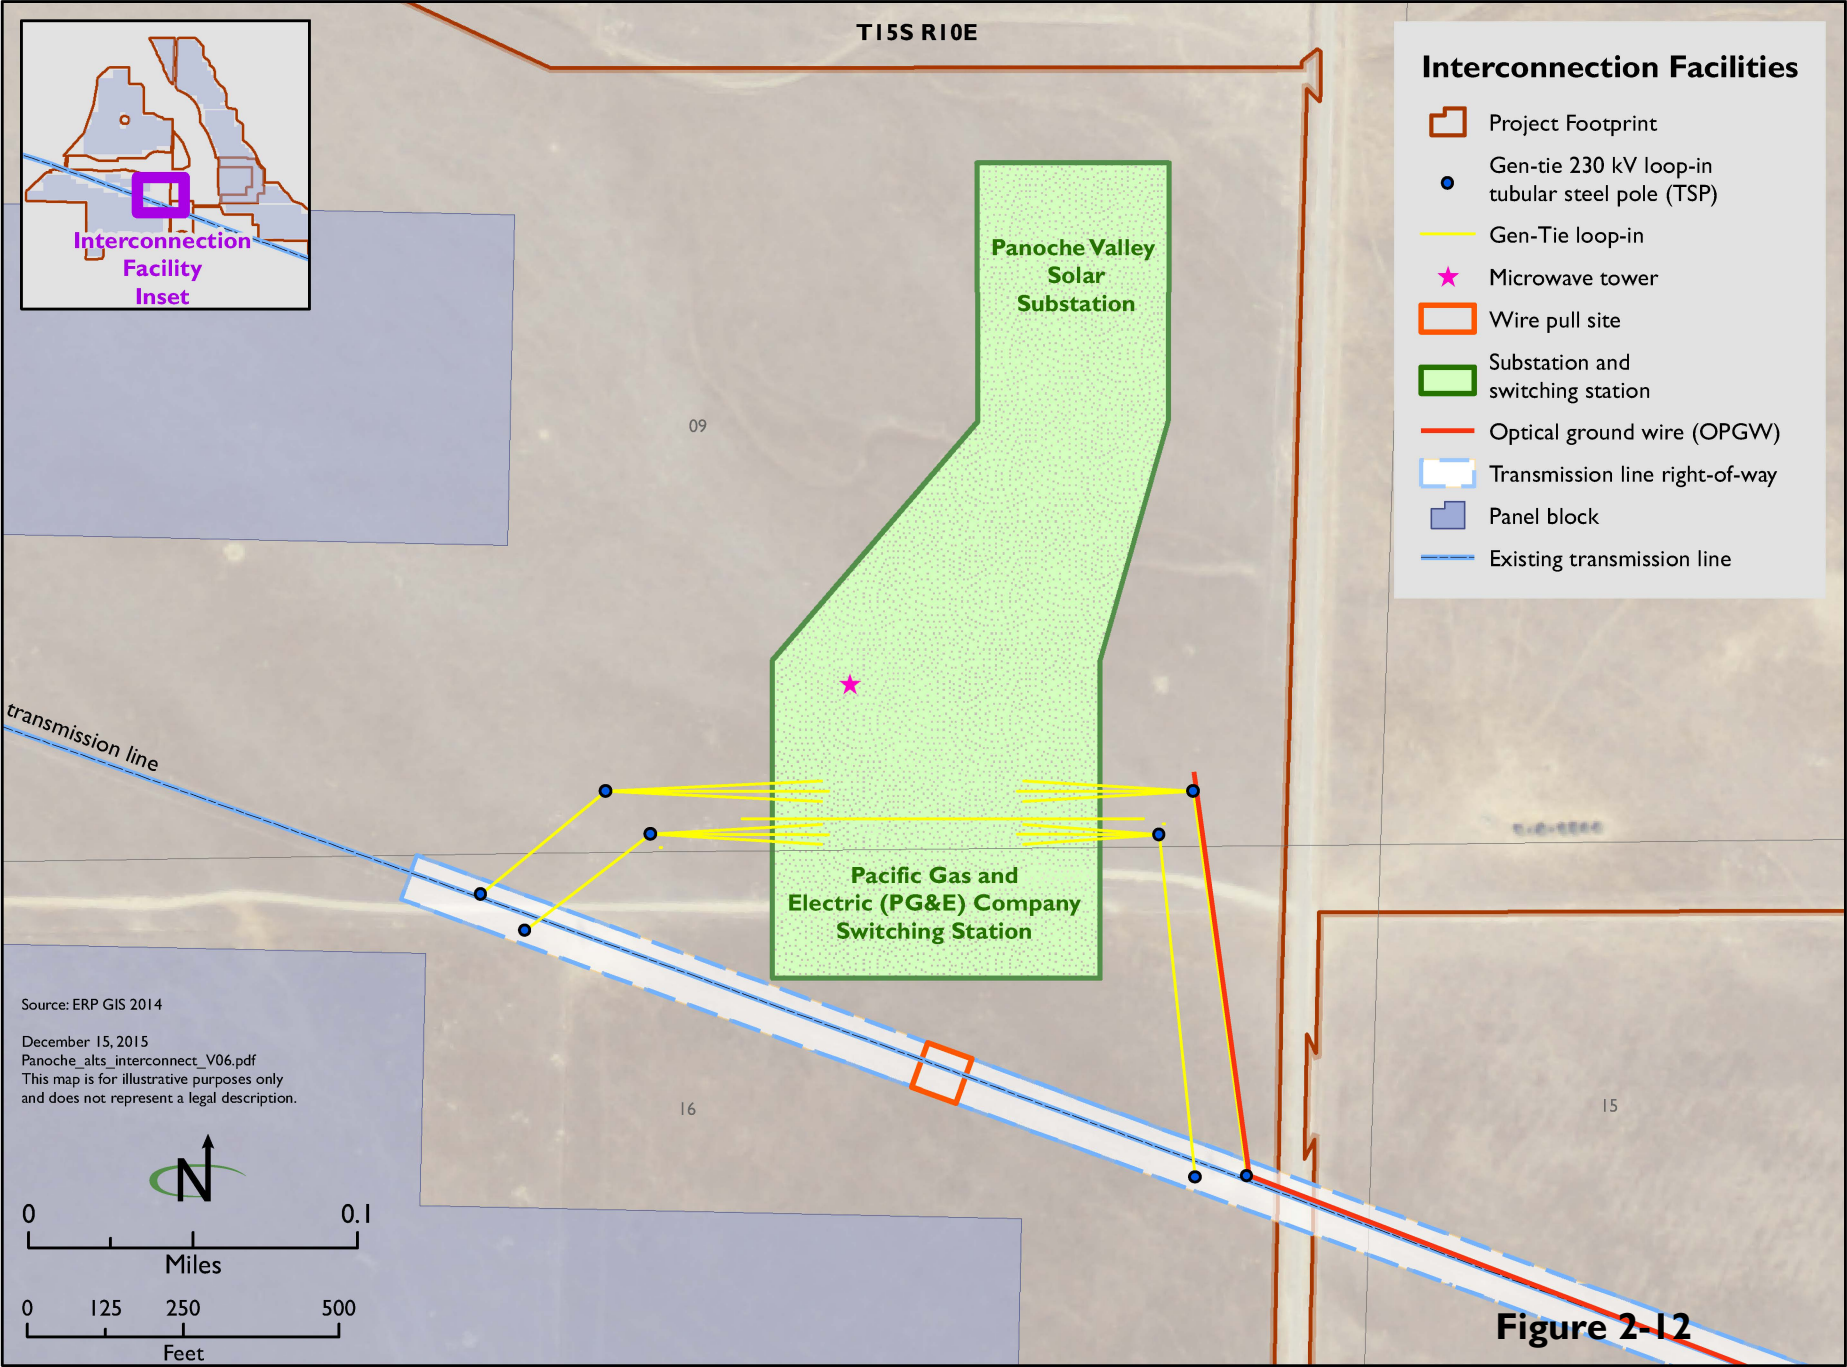 T15S R10E
Interconnection
Facility
Inset
Interconnection Facilities
Project Footprint
Gen-tie 230 kV loop-in
tubular steel pole (TSP)
Gen-Tie loop-in
Microwave tower
Wire pull site
Substation and
switching station
Optical ground wire (OPGW)
Transmission line right-of-way
Panel block
Existing transmission line
Panoche Valley
Solar
Substation
09
transmission line
Pacific Gas and
Electric (PG&E) Company
Switching Station
16
15
Source: ERP GIS 2014
December 15, 2015
Panoche_alts_interconnect_V06.pdf
This map is for illustrative purposes only
and does not represent a legal description.
N
0 0.1
Miles
0 125 250 500
Feet
Figure 2-12